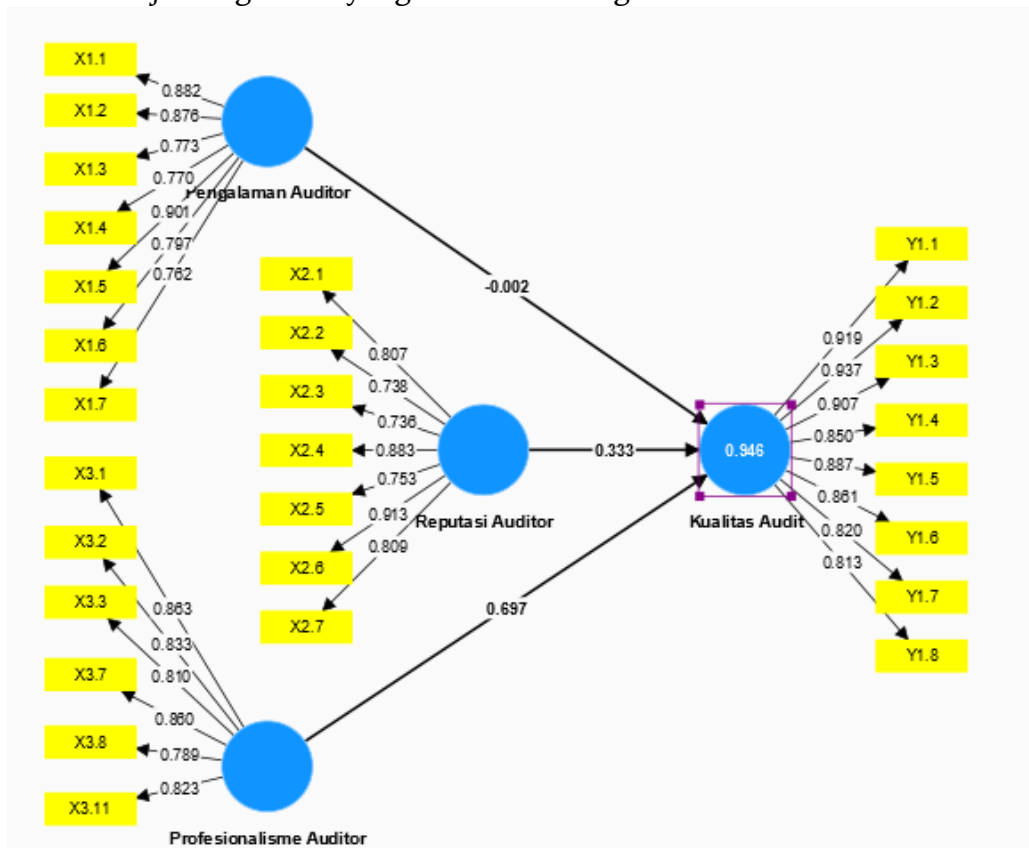 X1.1
X1.2
X1.3
X1.4
X1.5
X1.6
X1.7
0.882
0.876
0.773
0.770
0.901
0.797
0.762
Pengalaman Auditor
-0.002
X2.1
X2.2
X2.3
X2.4
X2.5
X2.6
X2.7
0.807
0.738
0.736
0.883
0.753
0.913
0.809
Reputasi Auditor
0.333
X3.1
X3.2
X3.3
X3.7
X3.8
X3.11
0.863
0.833
0.810
0.860
0.789
0.823
Profesionalisme Auditor
0.697
0.946
Kualitas Audit
0.919
0.937
0.907
0.850
0.887
0.861
0.820
0.813
Y1.1
Y1.2
Y1.3
Y1.4
Y1.5
Y1.6
Y1.7
Y1.8